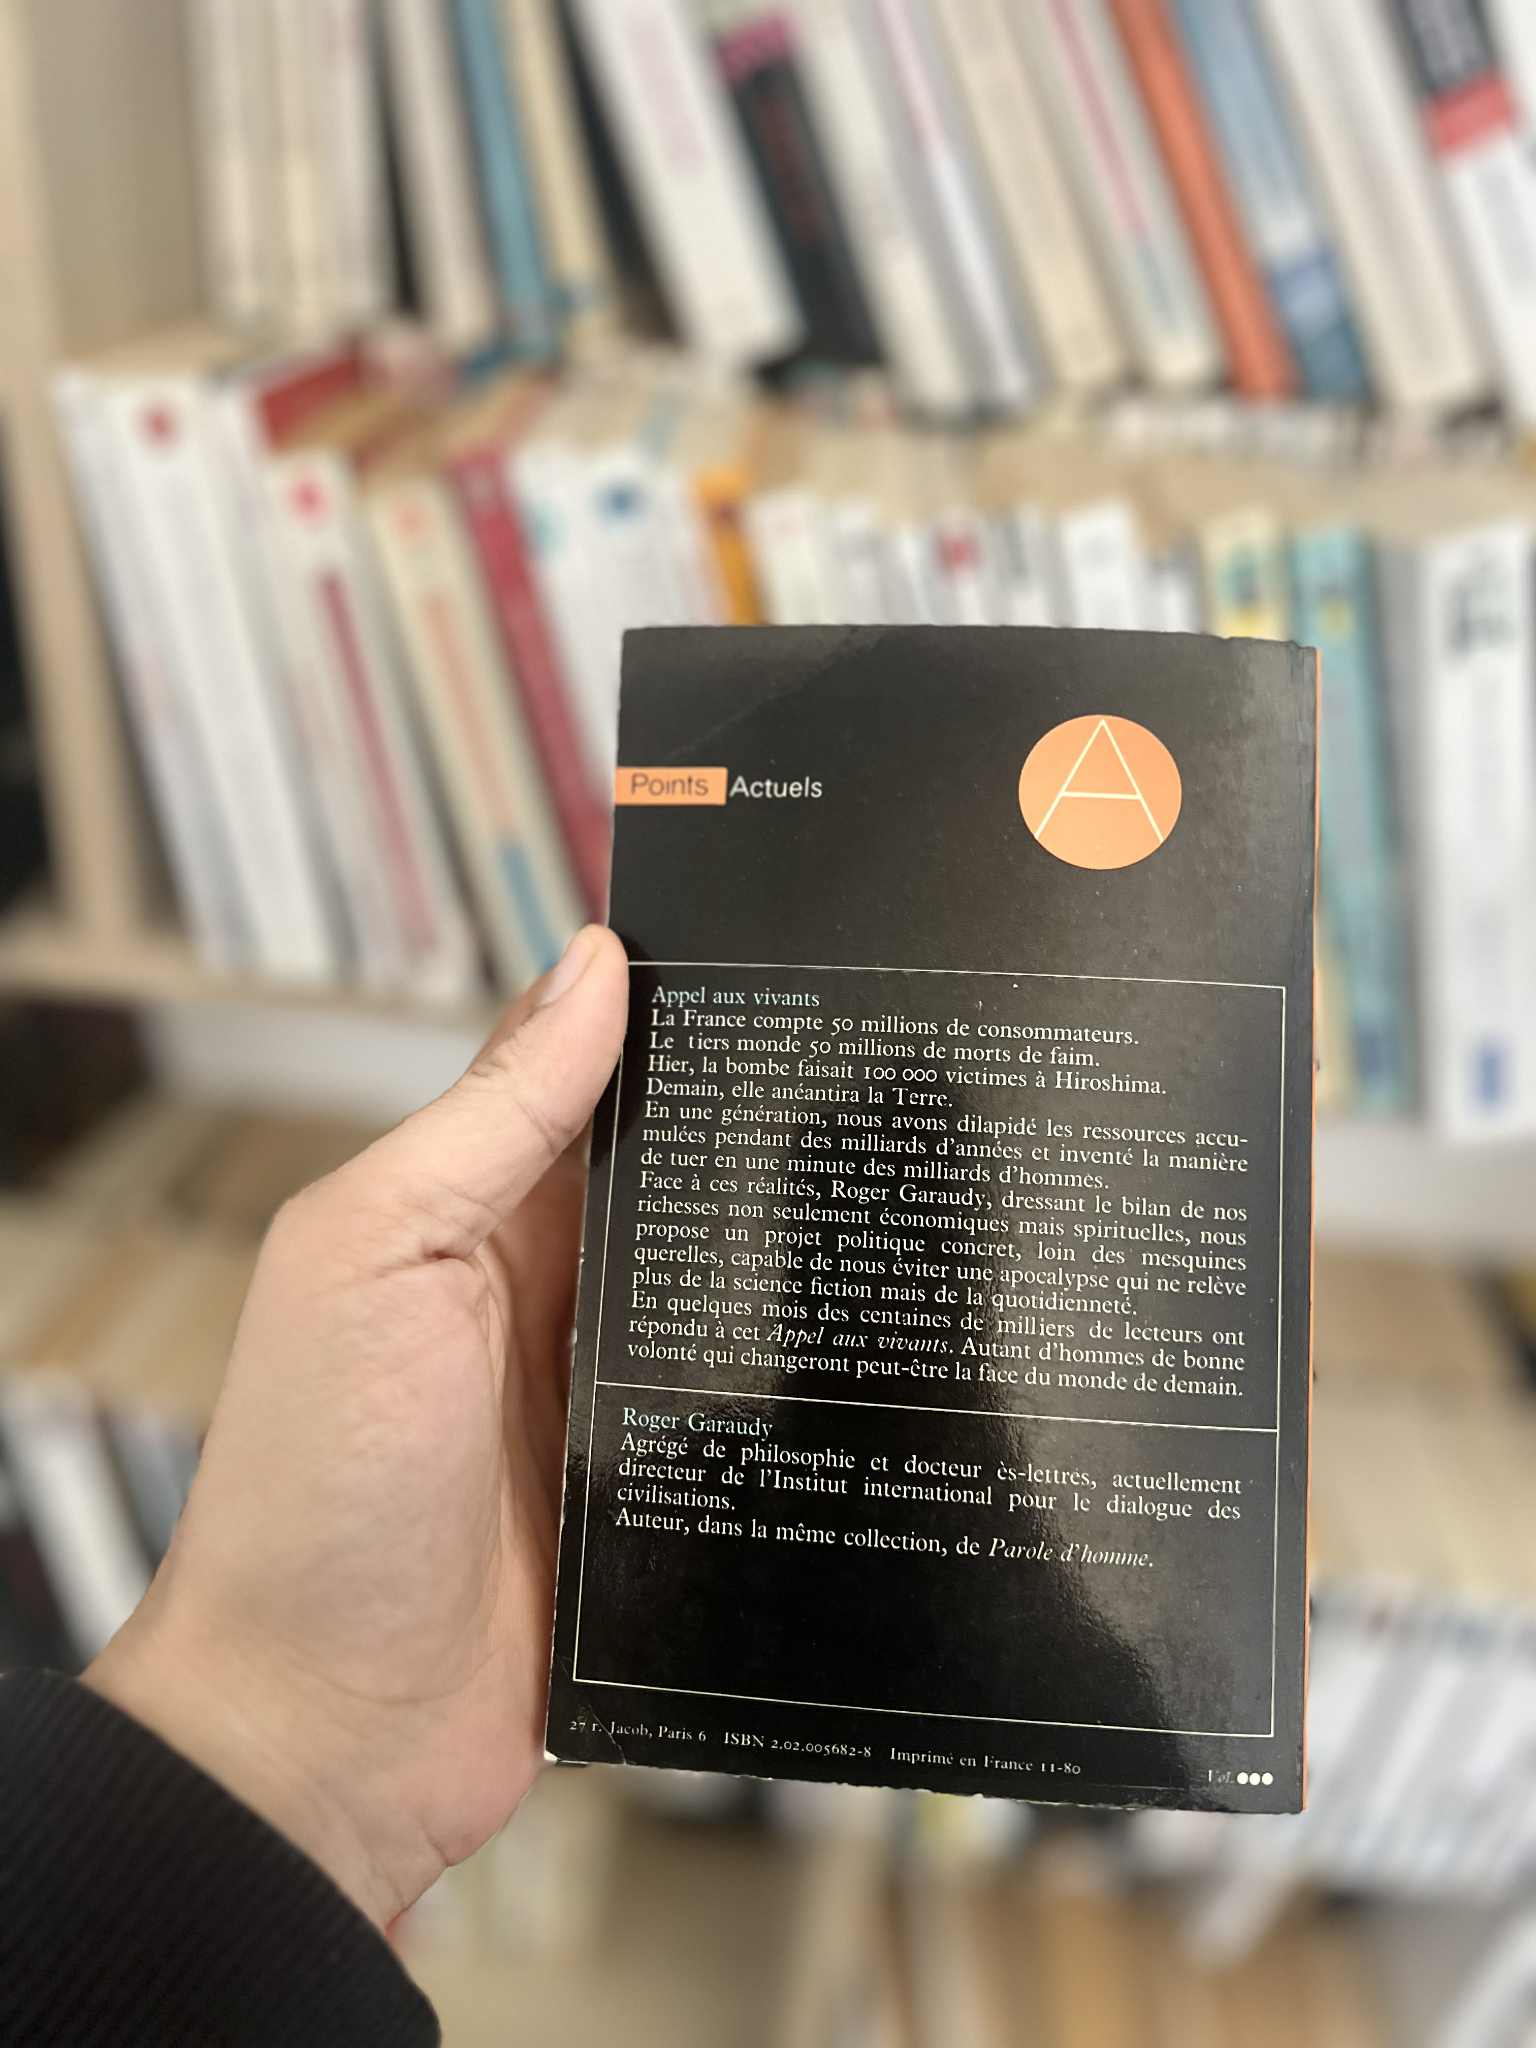 Points Actuels
A
Appel aux vivants
La France compte 50 millions de consommateurs.
Le tiers monde 50 millions de morts de faim.
Hier, la bombe faisait 100 000 victimes à Hiroshima.
Demain, elle anéantira la Terre.
En une génération, nous avons dilapidé les ressources accu-
mulées pendant des milliards d'années et inventé la manière
de tuer en une minute des milliards d'hommes.
Face à ces réalités, Roger Garaudy, dressant le bilan de nos
richesses non seulement économiques mais spirituelles, nous
propose un projet politique concret, loin des mesquines
querelles, capable de nous éviter une apocalypse qui ne relève
plus de la science fiction mais de la quotidienneté.
En quelques mois des centaines de milliers de lecteurs ont
répondu à cet Appel aux vivants. Autant d'hommes de bonne
volonté qui changeront peut-être la face du monde de demain.
Roger Garaudy
Agrégé de philosophie et docteur ès-lettres, actuellement
directeur de l'Institut international pour le dialogue des
civilisations.
Auteur, dans la même collection, de Parole d'homme.
27 r. Jacob, Paris 6 ISBN 2.02.005682-8 Imprimé en France 11-80
Vol.